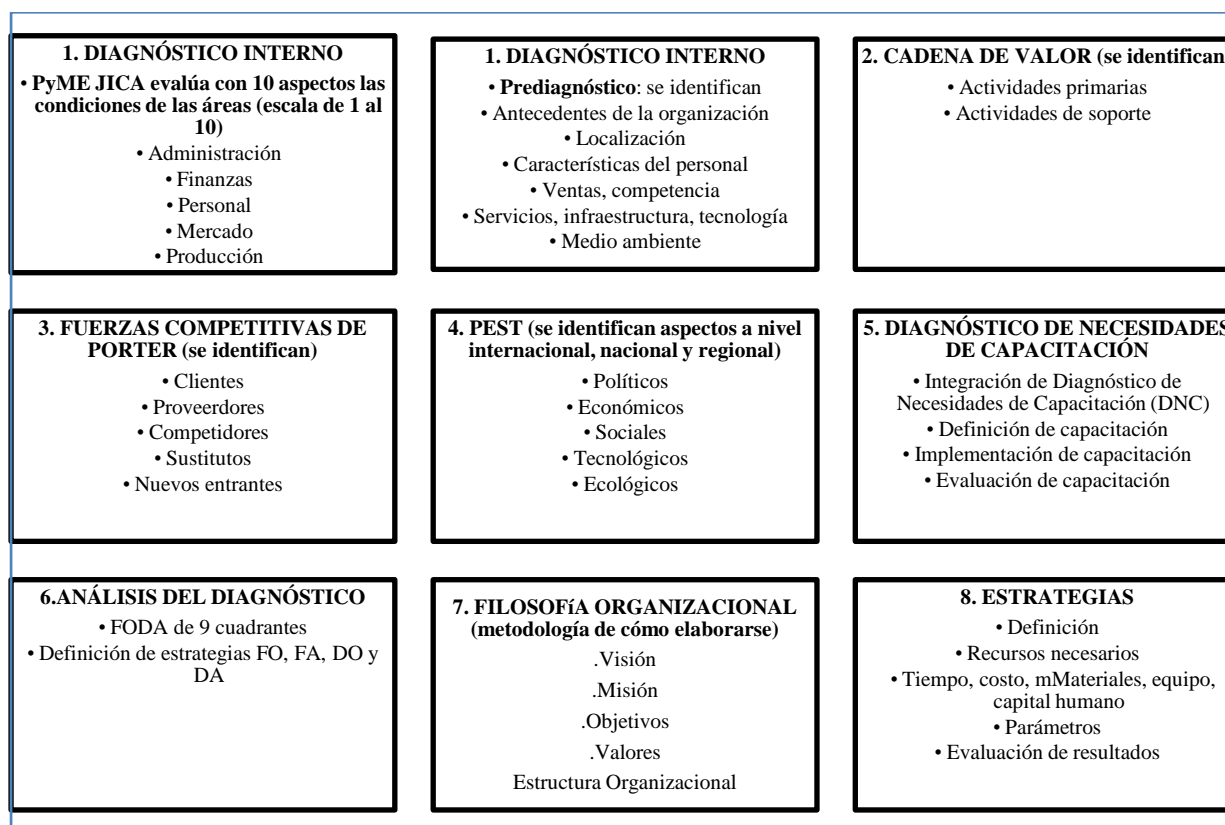 1. DIAGNÓSTICO INTERNO
• PyME JICA evalúa con 10 aspectos las
condiciones de las áreas (escala de 1 al
10)
• Administración
• Finanzas
• Personal
• Mercado
• Producción
1. DIAGNÓSTICO INTERNO
• Prediagnóstico: se identifican
• Antecedentes de la organización
• Localización
• Características del personal
• Ventas, competencia
• Servicios, infraestructura, tecnología
• Medio ambiente
2. CADENA DE VALOR (se identifican
• Actividades primarias
• Actividades de soporte
3. FUERZAS COMPETITIVAS DE
PORTER (se identifican)
• Clientes
• Proveerdores
• Competidores
• Sustitutos
• Nuevos entrantes
4. PEST (se identifican aspectos a nivel
internacional, nacional y regional)
• Políticos
• Económicos
• Sociales
• Tecnológicos
• Ecológicos
5. DIAGNÓSTICO DE NECESIDADES
DE CAPACITACIÓN
• Integración de Diagnóstico de
Necesidades de Capacitación (DNC)
• Definición de capacitación
• Implementación de capacitación
• Evaluación de capacitación
6.ANÁLISIS DEL DIAGNÓSTICO
• FODA de 9 cuadrantes
• Definición de estrategias FO, FA, DO y
DA
7. FILOSOFíA ORGANIZACIONAL
(metodología de cómo elaborarse)
.Visión
.Misión
.Objetivos
.Valores
Estructura Organizacional
8. ESTRATEGIAS
• Definición
• Recursos necesarios
• Tiempo, costo, mMateriales, equipo,
capital humano
• Parámetros
• Evaluación de resultados